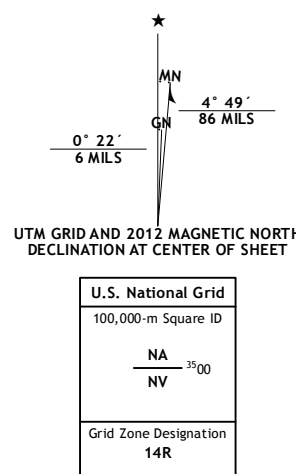 ★
MN
GN
4° 49´
86 MILS
0° 22´
6 MILS
UTM GRID AND 2012 MAGNETIC NORTH
DECLINATION AT CENTER OF SHEET
U.S. National Grid
100,000-m Square ID
NA
3500
NV
Grid Zone Designation
14R